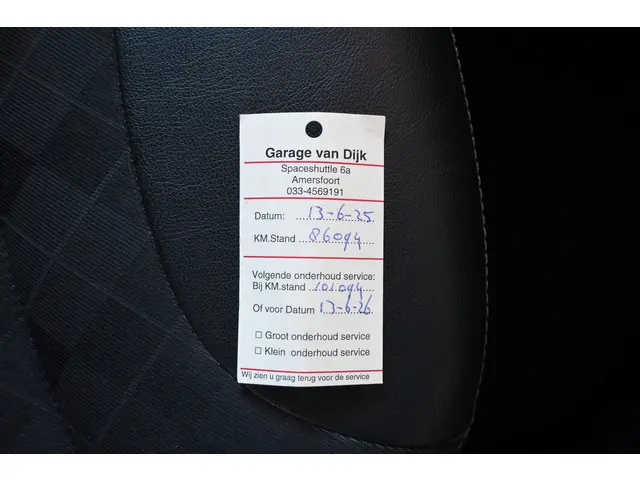 Garage van Dijk
Spaceshuttle 6a
Amersfoort
033-4569191
Datum: 13-6-25
KM.Stand 86094
Volgende onderhoud service:
Bij KM.stand 101.094
Of voor Datum 13-6-26
Groot onderhoud service
Klein onderhoud service
Wij zien u graag terug voor de service